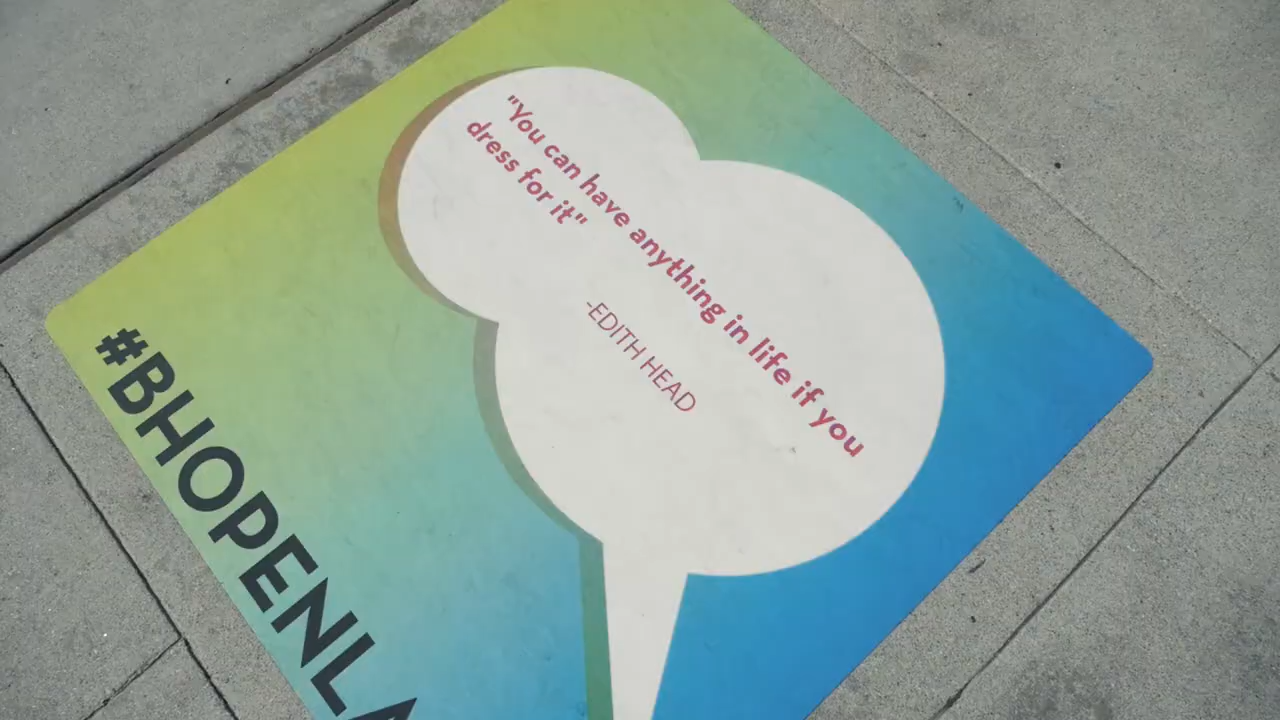 "You can have anything in life if you
dress for it"
-EDITH HEAD
#BHOPENLA